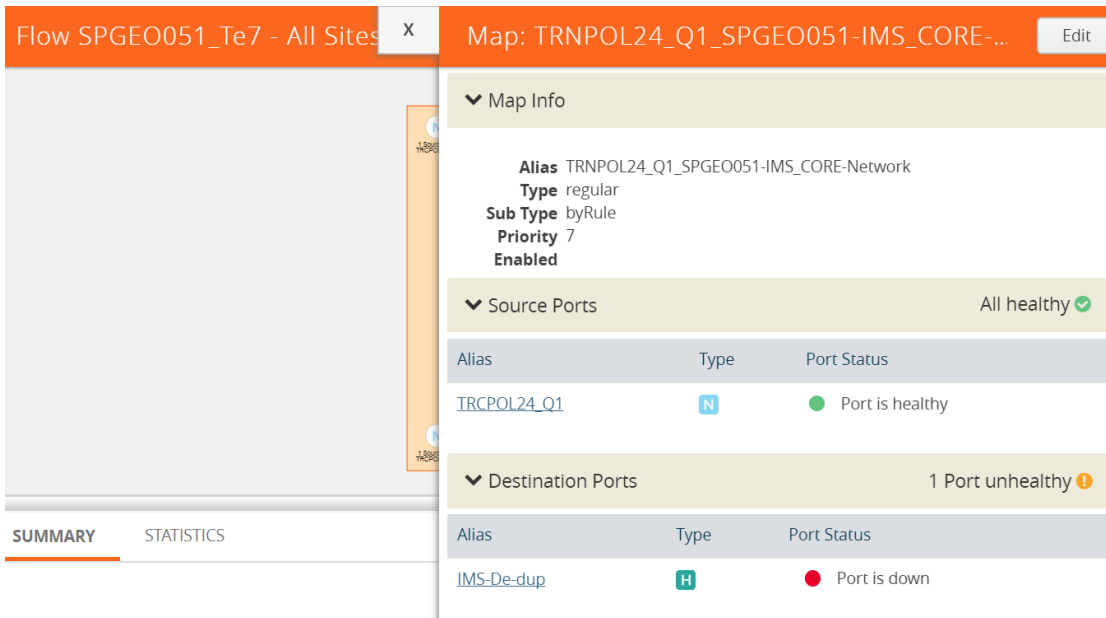 Flow SPGEO051_Te7 - All Sites
X
Map: TRNPOL24_Q1_SPGEO051-IMS_CORE-...
Edit
Map Info
Alias TRNPOL24_Q1_SPGEO051-IMS_CORE-Network
Type regular
Sub Type byRule
Priority 7
Enabled
Source Ports All healthy
Alias Type Port Status
TRCPOL24_Q1 N Port is healthy
Destination Ports 1 Port unhealthy
SUMMARY STATISTICS
Alias Type Port Status
IMS-De-dup H Port is down